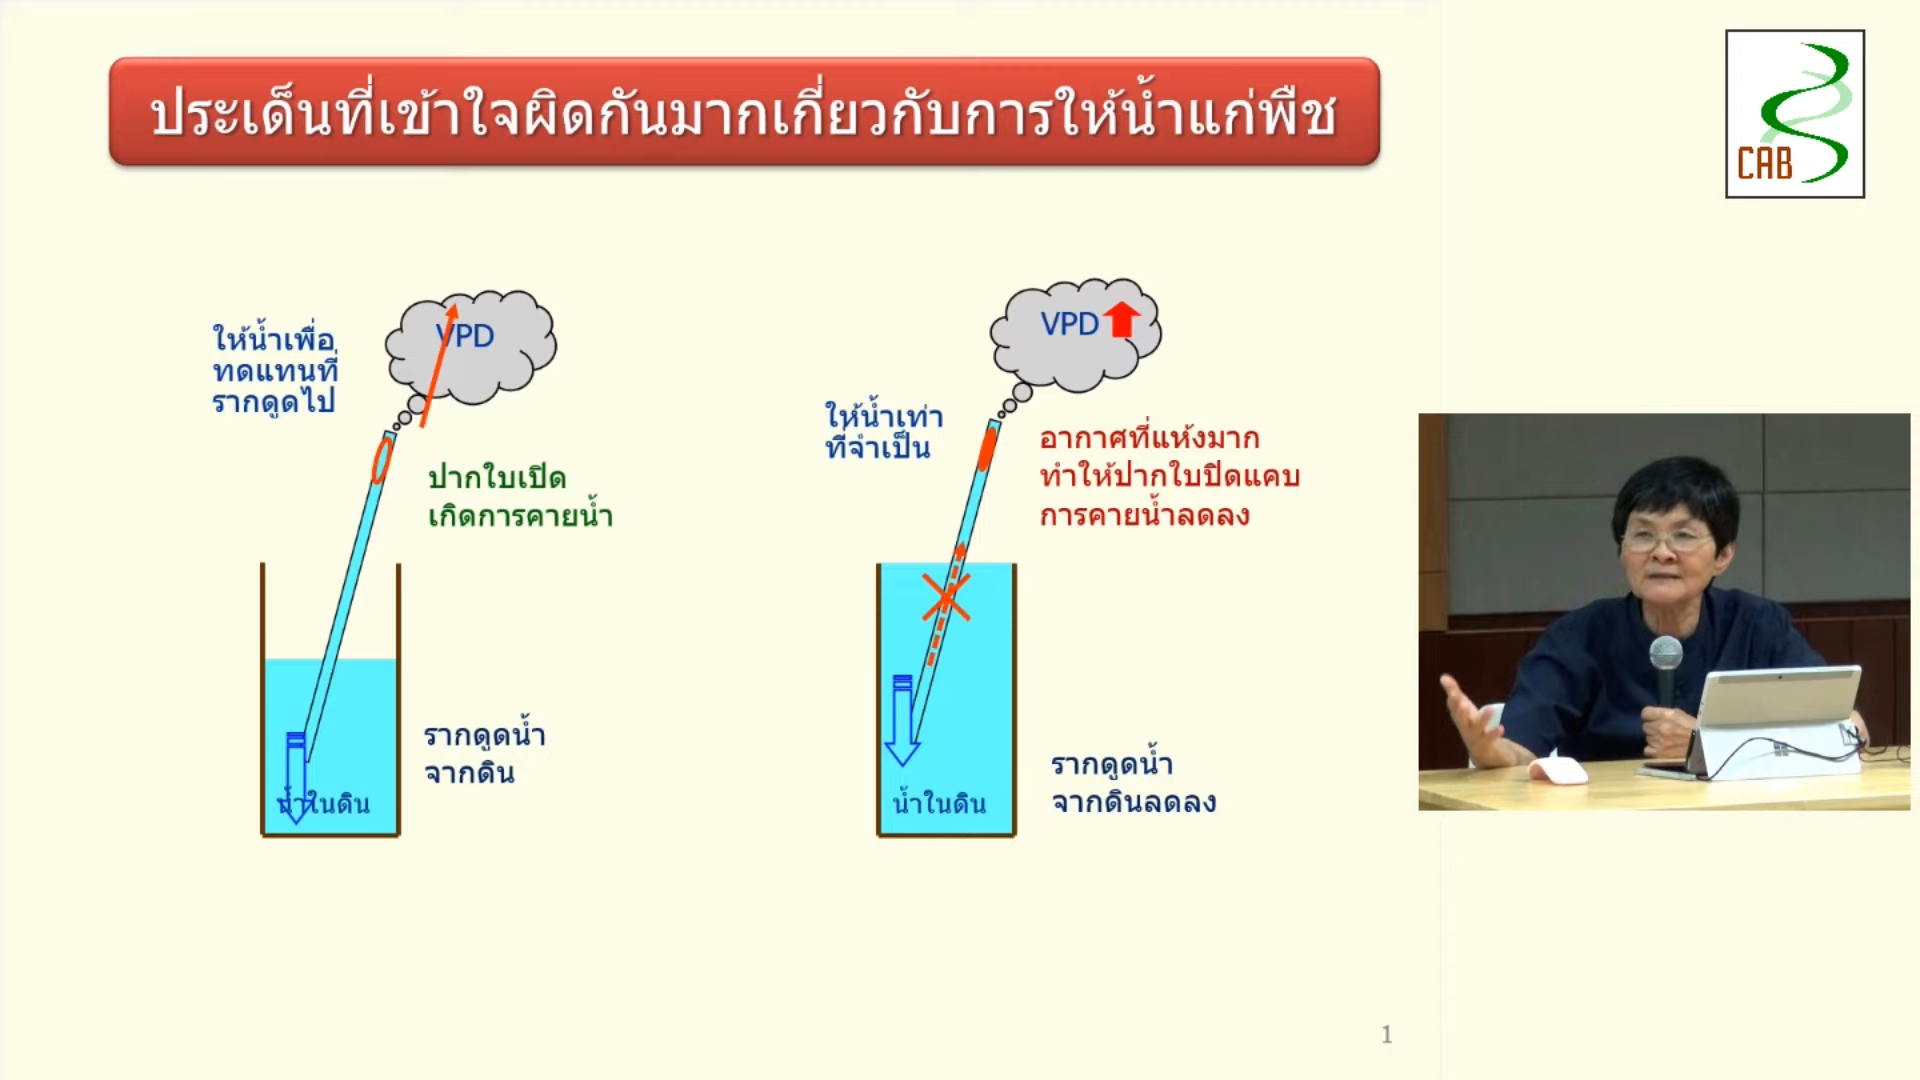 ประเด็นที่เข้าใจผิดกันมากเกี่ยวกับการให้น้ำแก่พืช
CAB
VPD
ให้น้ำเพื่อ
ทดแทนที่
รากดูดไป
ปากใบเปิด
เกิดการคายน้ำ
รากดูดน้ำ
จากดิน
น้ำในดิน
VPD
ให้น้ำเท่า
ที่จำเป็น
อากาศที่แห้งมาก
ทำให้ปากใบปิดแคบ
การคายน้ำลดลง
รากดูดน้ำ
จากดินลดลง
น้ำในดิน
1